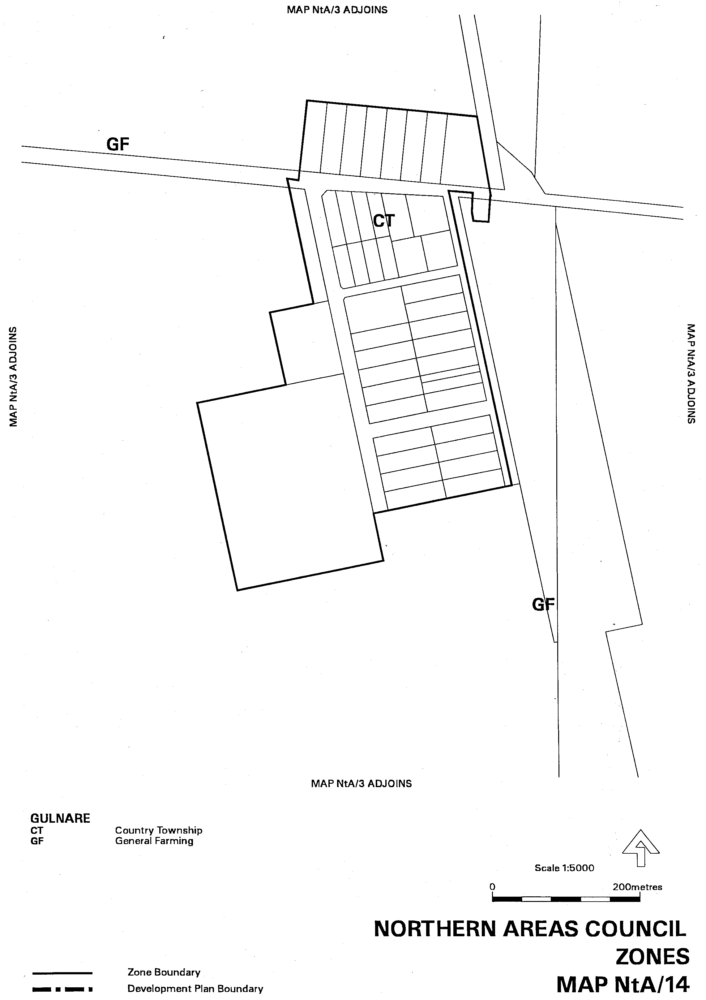 MAP NtA/3 ADJOINS
GF
CT
MAP NtA/3 ADJOINS
MAP NtA/3 ADJOINS
GF
MAP NtA/3 ADJOINS
GULNARE
CT Country Township
GF General Farming
Scale 1:5000
0 200metres
NORTHERN AREAS COUNCIL
ZONES
MAP NtA/14
Zone Boundary
Development Plan Boundary